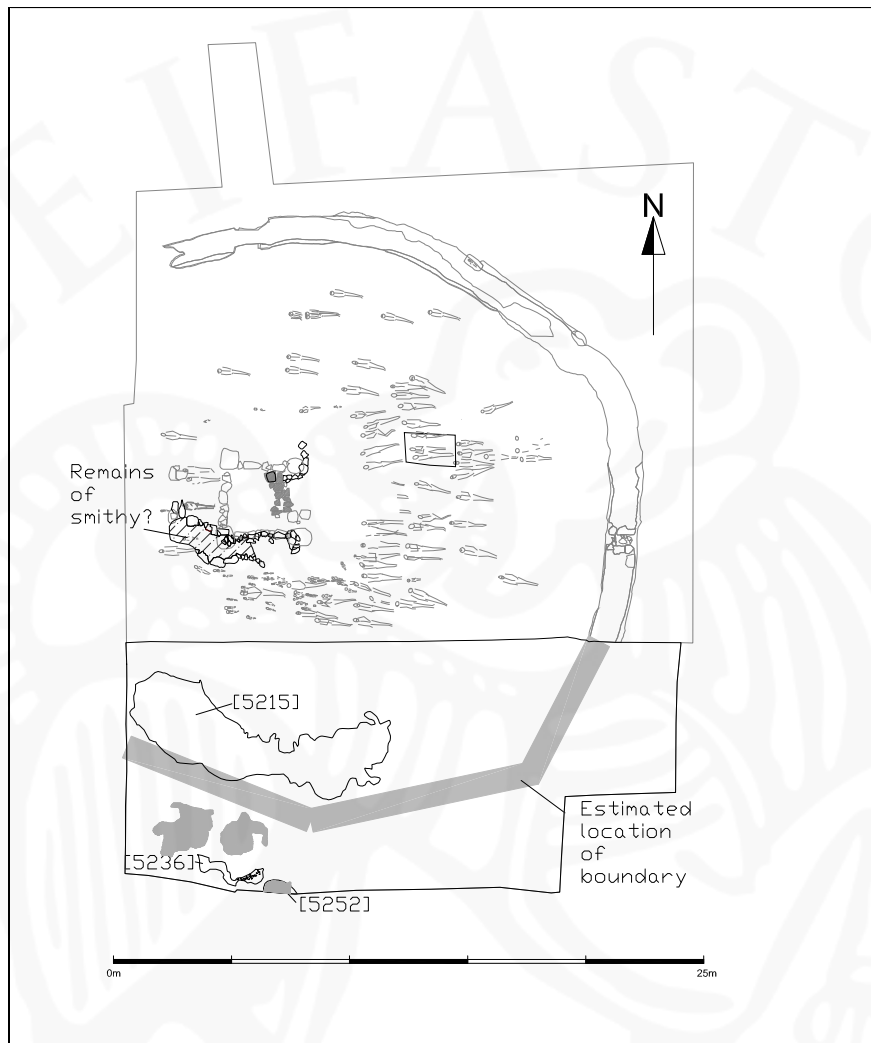 N
Remains
of
smithy?
[5215]
Estimated
location
of
boundary
[5236]
[5252]
0m
25m